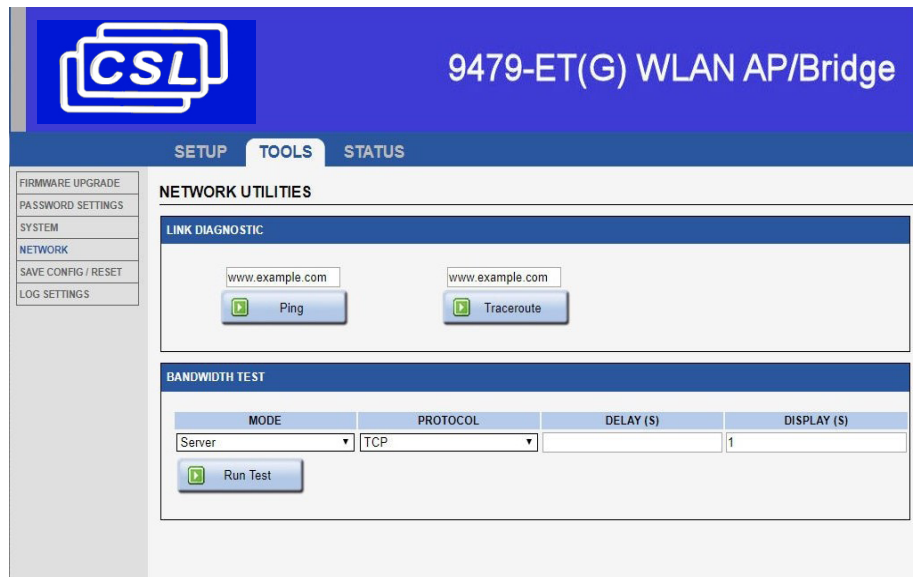 CSL
9479-ET(G) WLAN AP/Bridge
SETUP TOOLS STATUS
FIRMWARE UPGRADE
PASSWORD SETTINGS
SYSTEM
NETWORK
SAVE CONFIG / RESET
LOG SETTINGS
NETWORK UTILITIES
LINK DIAGNOSTIC
www.example.com www.example.com
Ping Traceroute
BANDWIDTH TEST
MODE PROTOCOL DELAY (S) DISPLAY (S)
Server TCP 1
Run Test